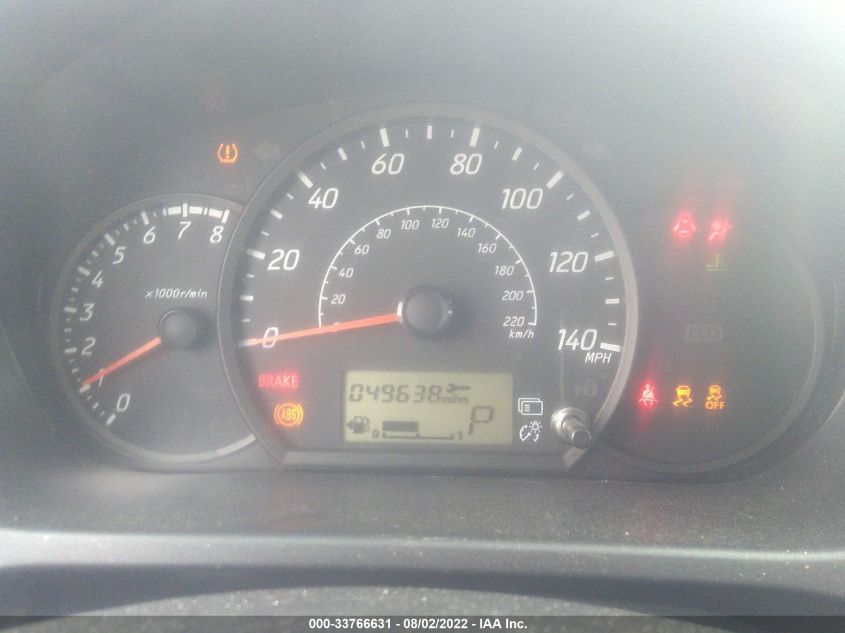 60 80
40 100
20 120
0 140
MPH
80 100 120 140
60 160
40 180
20 200
220
km/h
5 6 7 8
4
3
2
1
0
x1000r/min
BRAKE
ABS
049638 miles
P
0 1
ECO
OFF
000-33766631 - 08/02/2022 - IAA Inc.